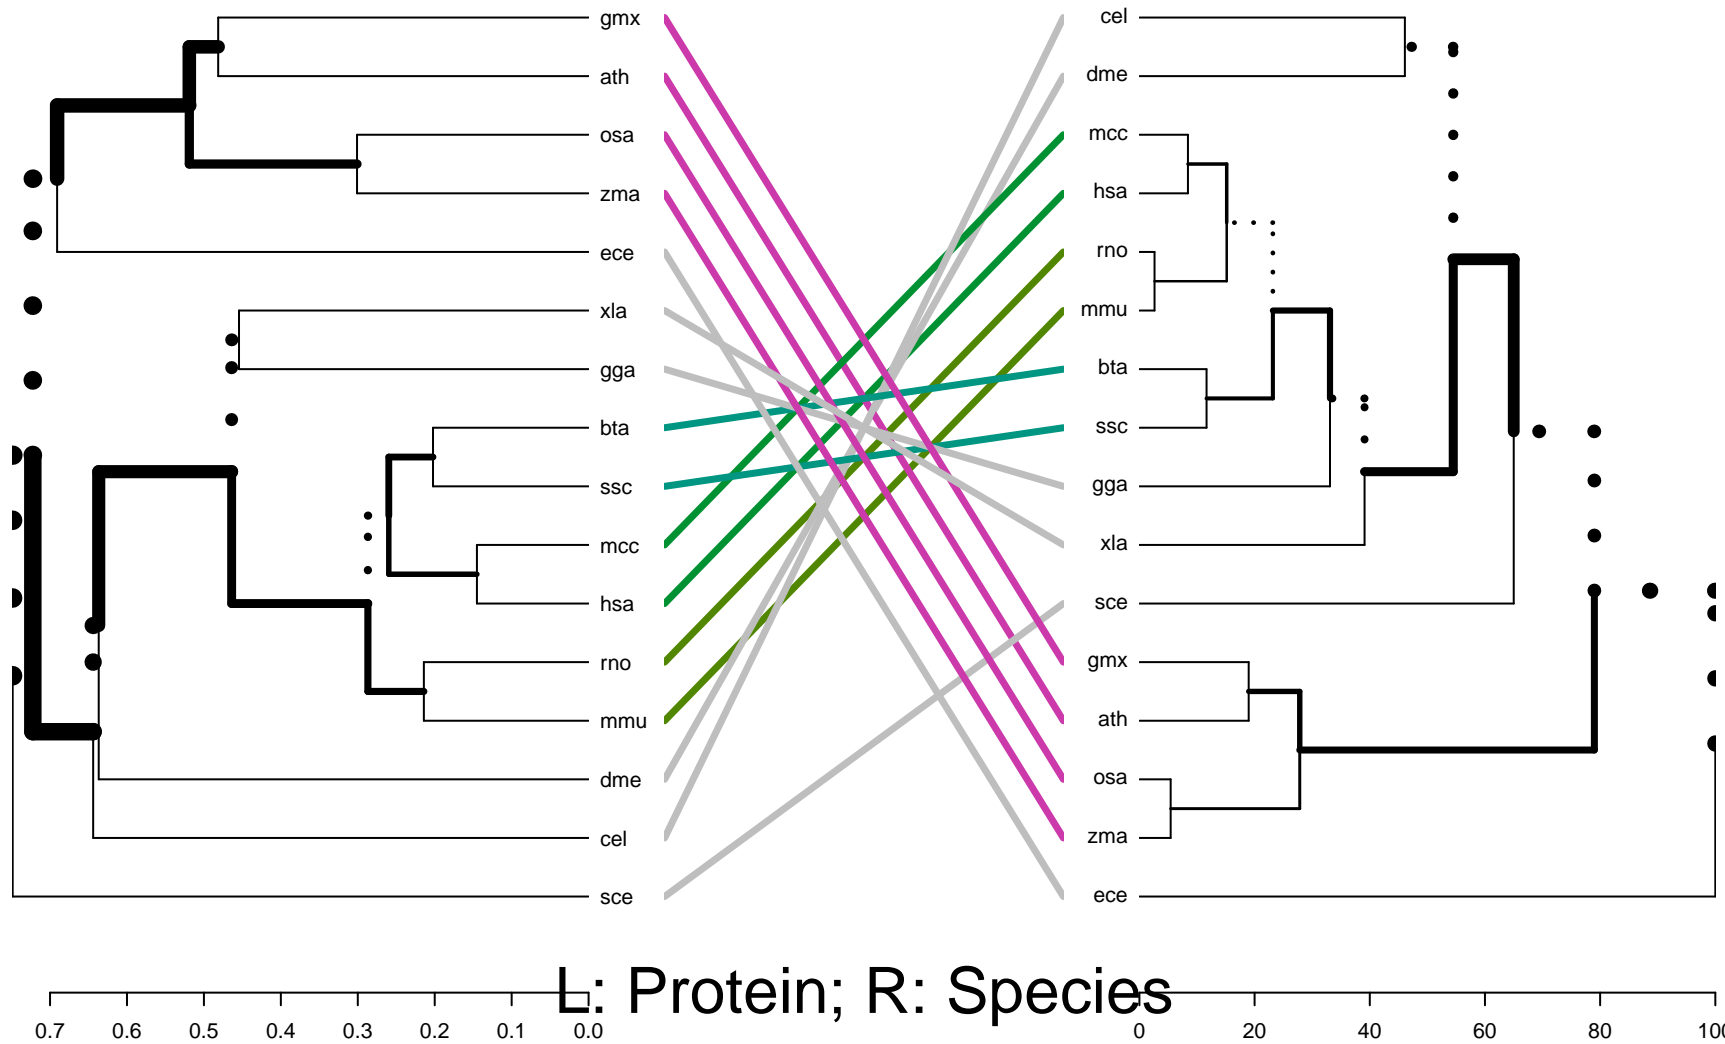 gmx cel
ath dme
osa mcc
zma hsa
ece rno
xla mmu
gga bta
bta ssc
ssc gga
mcc xla
hsa sce
rno gmx
mmu ath
dme osa
cel zma
sce ece
L: Protein; R: Species
0.7 0.6 0.5 0.4 0.3 0.2 0.1 0.0 0 20 40 60 80 100